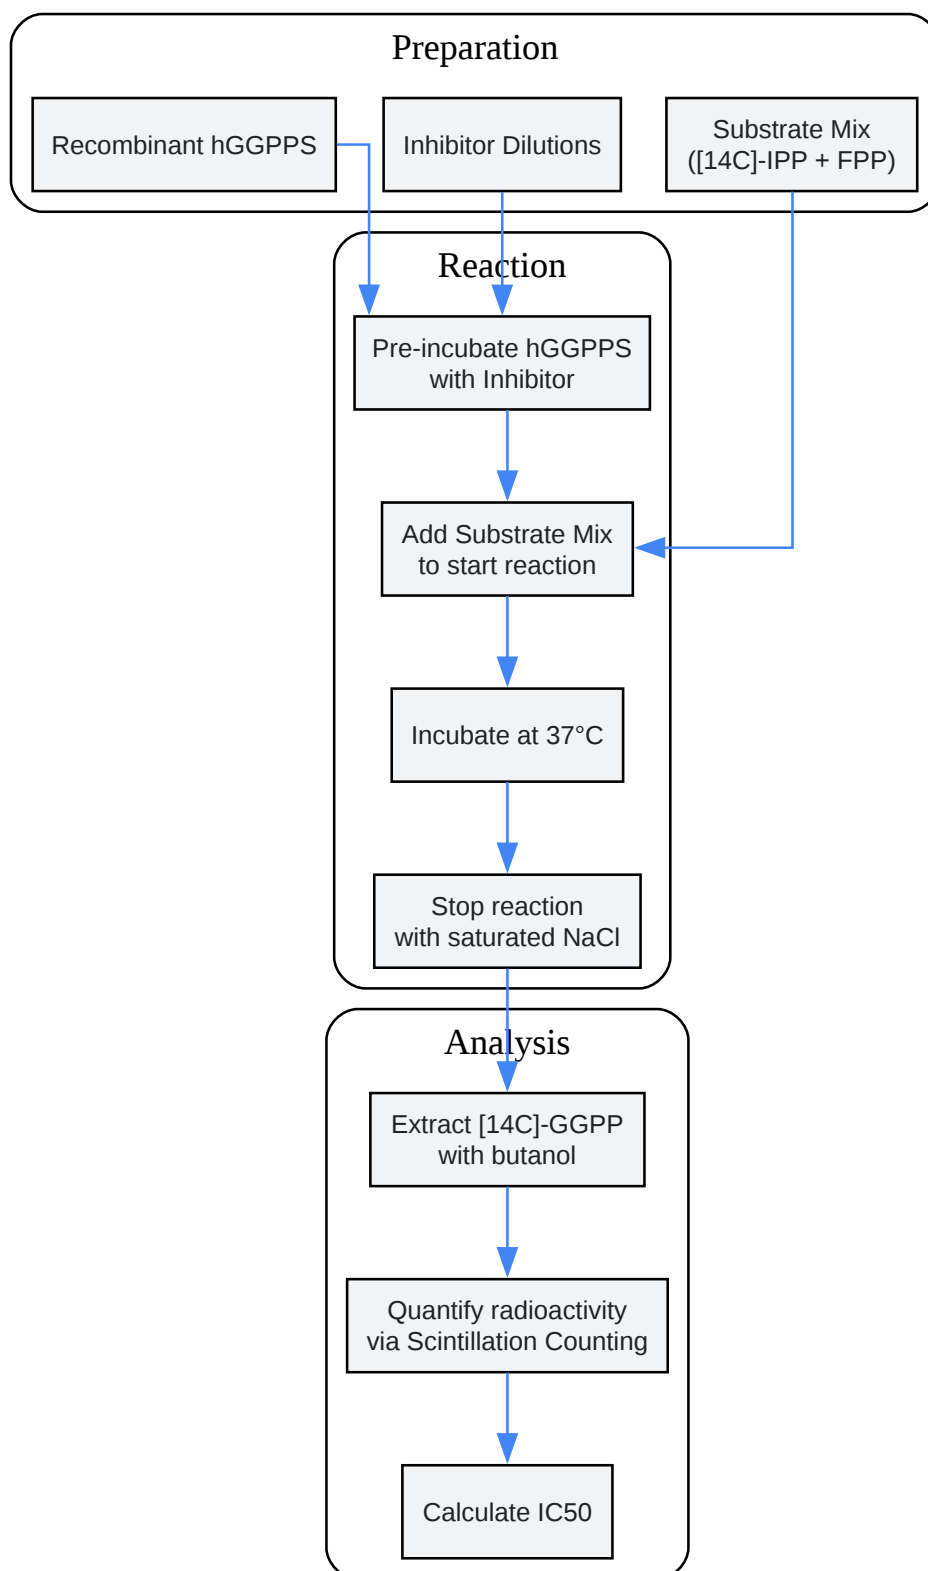 Preparation
Recombinant hGGPPS
Inhibitor Dilutions
Substrate Mix
([14C]-IPP + FPP)
Reaction
Pre-incubate hGGPPS
with Inhibitor
Add Substrate Mix
to start reaction
Incubate at 37°C
Stop reaction
with saturated NaCl
Analysis
Extract [14C]-GGPP
with butanol
Quantify radioactivity
via Scintillation Counting
Calculate IC50